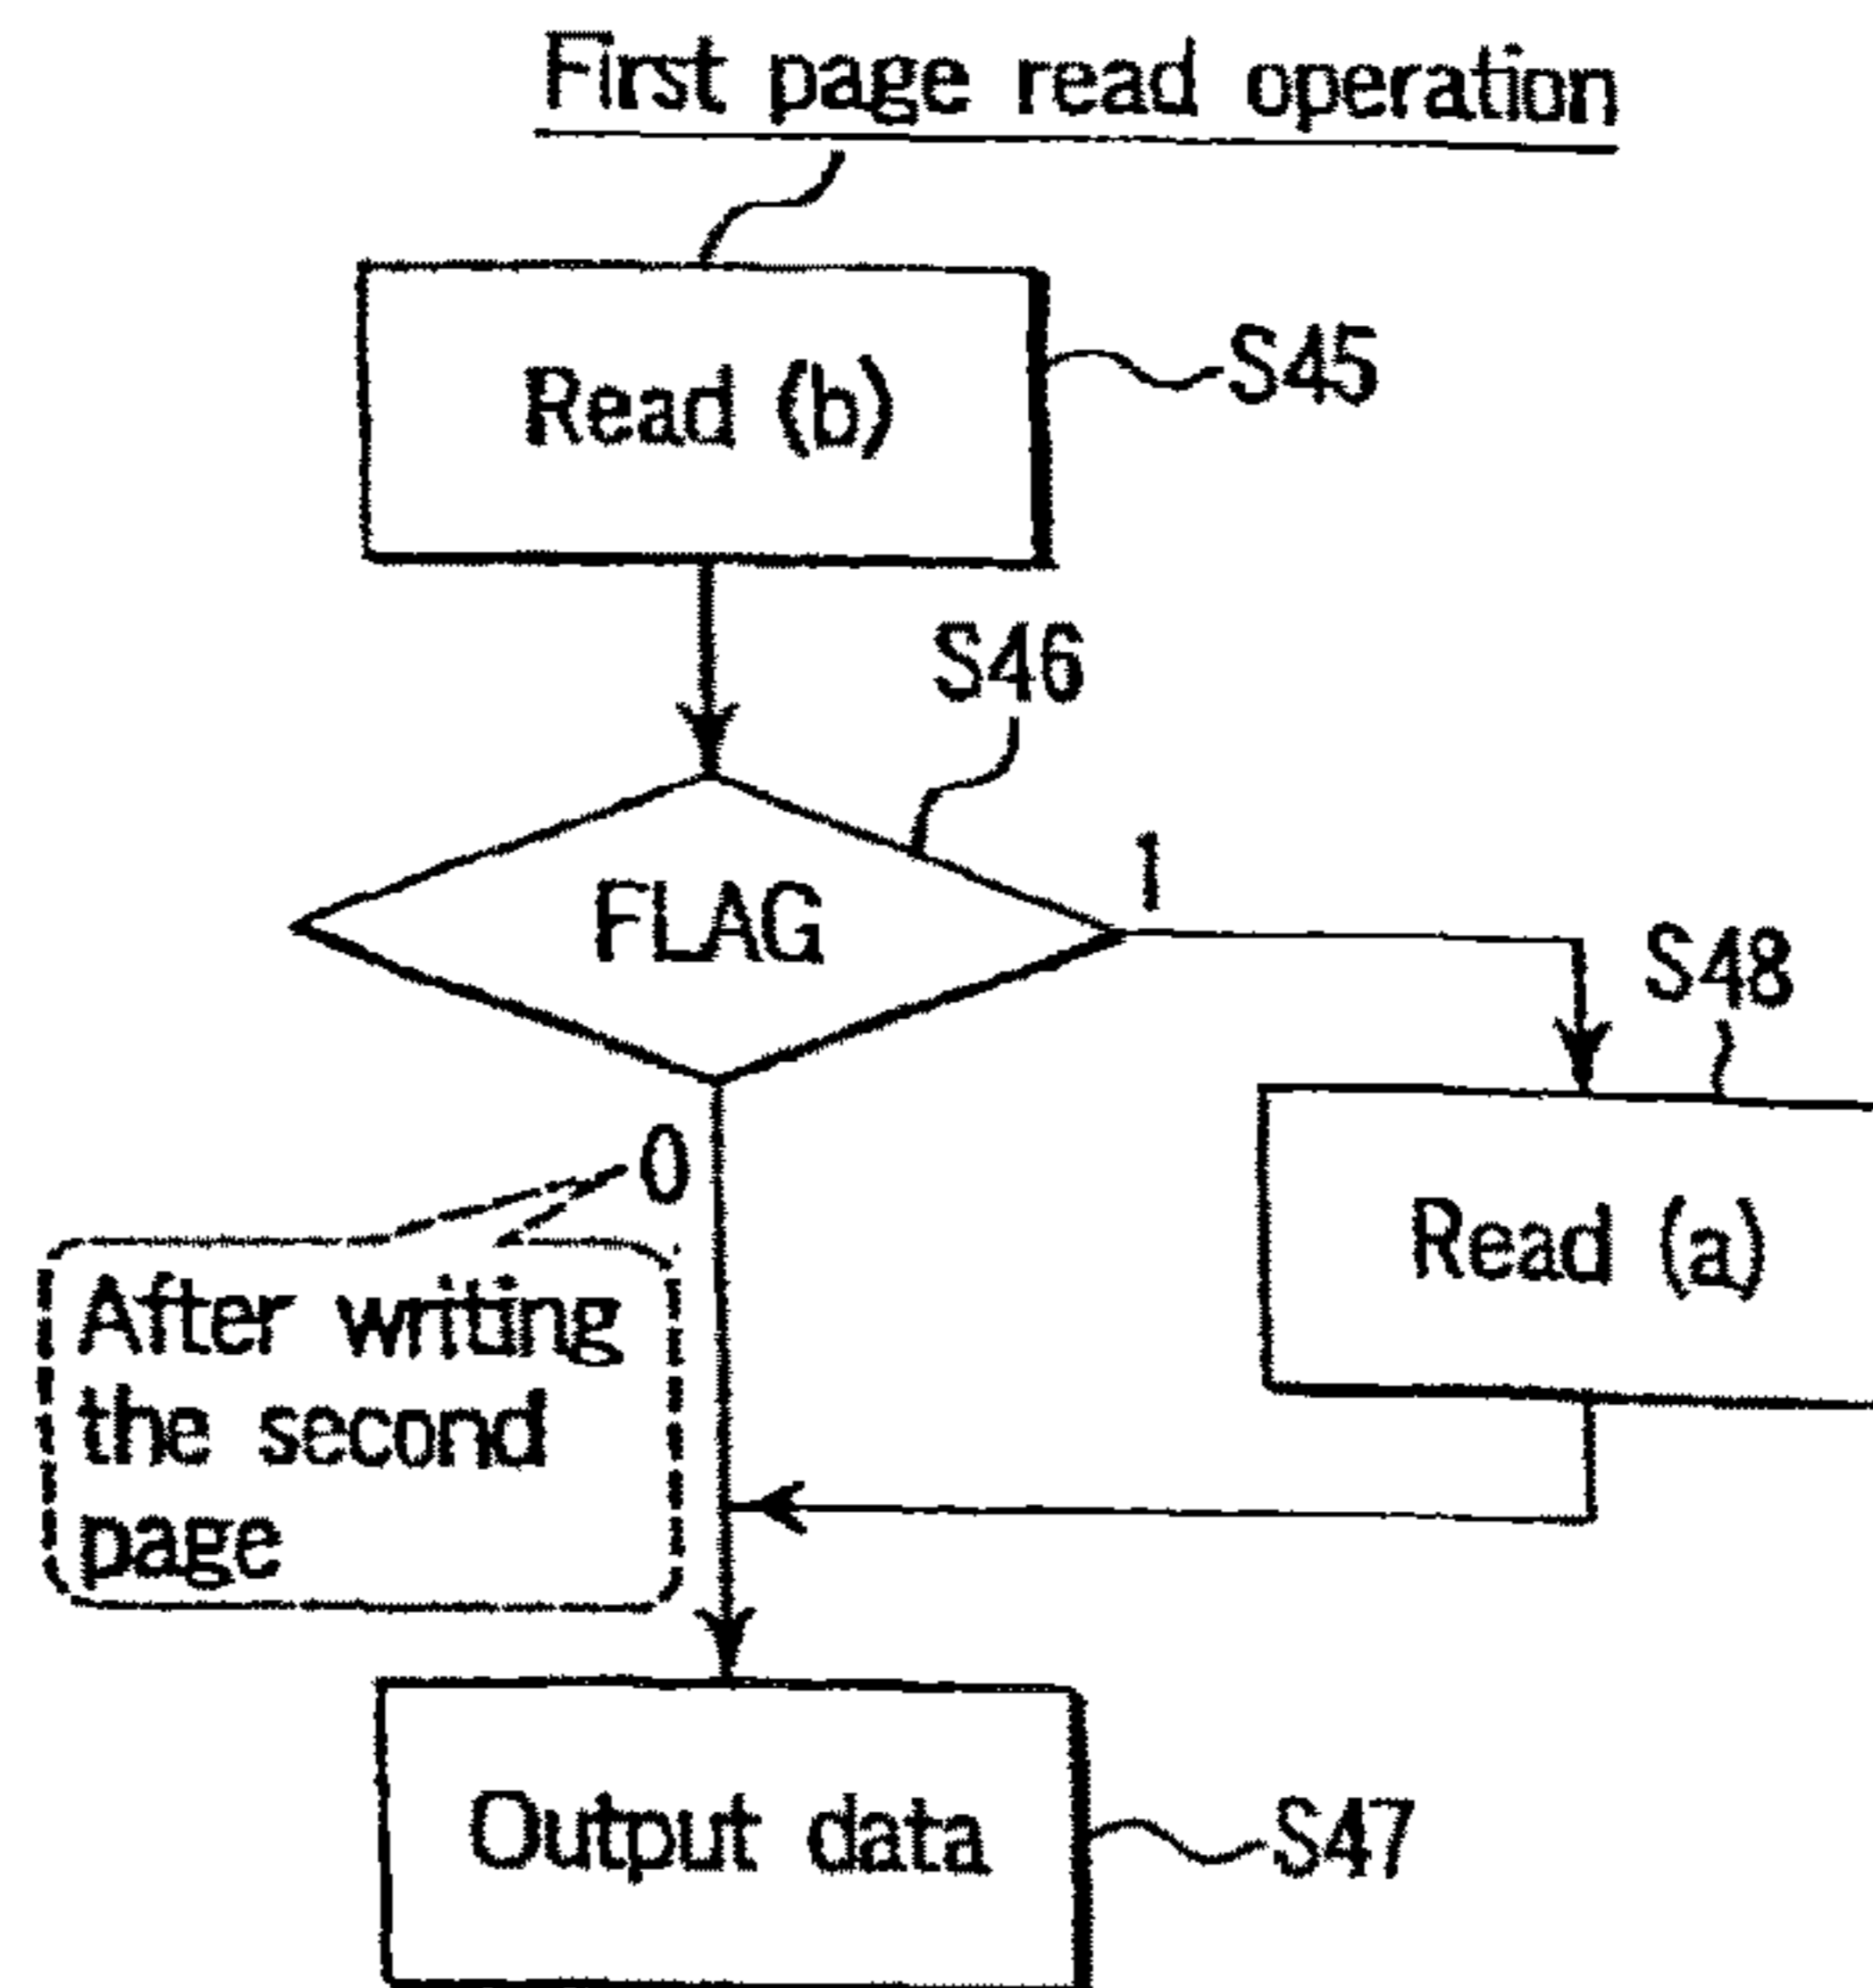 First page read operation
Read (b)
S45
S46
FLAG
1
S48
0
Read (a)
After writing
the second
page
Output data
S47